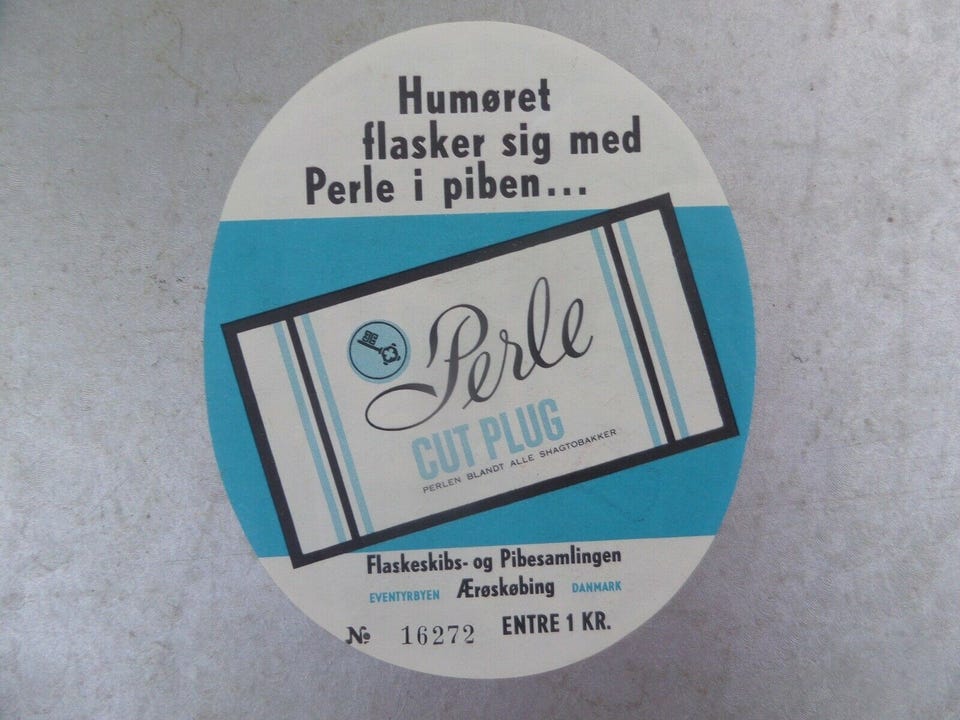 Humøret
flasker sig med
Perle i piben...
Perle
CUT PLUG
PERLEN BLANDT ALLE SHAGTOBAKKER
Flaskeskibs- og Pibesamlingen
EVENTYRBYEN Ærøskøbing DANMARK
№ 16272 ENTRE 1 KR.